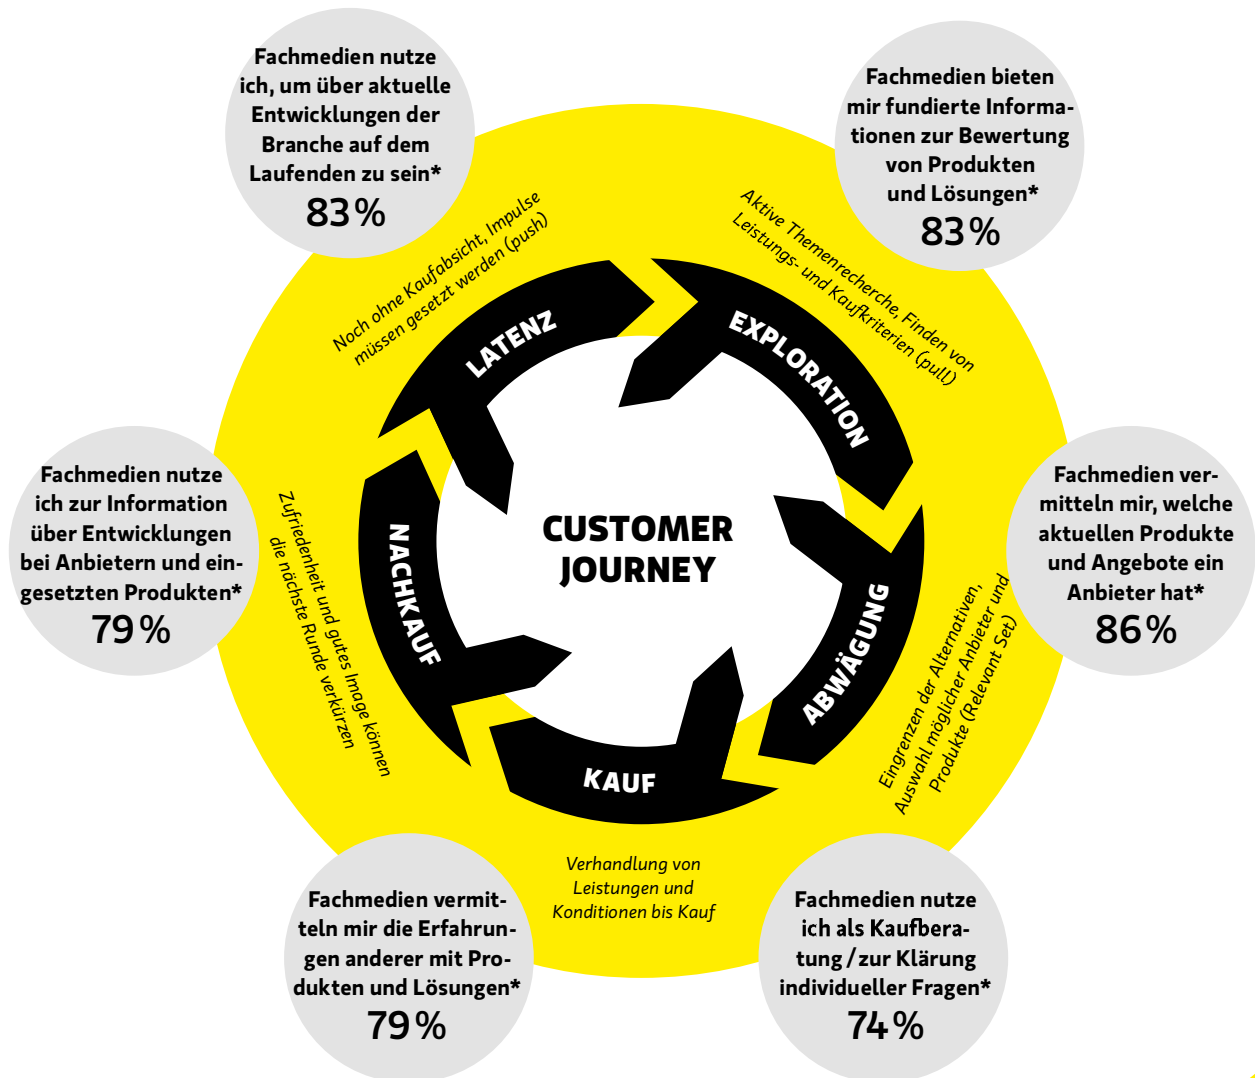 Fachmedien nutze
ich, um über aktuelle
Entwicklungen der
Branche auf dem
Laufenden zu sein*
83 %
Fachmedien bieten
mir fundierte Informa-
tionen zur Bewertung
von Produkten
und Lösungen*
83 %
Noch ohne Kaufabsicht, Impulse
müssen gesetzt werden (push)
Aktive Themenrecherche, Finden von
Leistungs- und Kaufkriterien (pull)
LATENZ
EXPLORATION
Fachmedien nutze
ich zur Information
über Entwicklungen
bei Anbietern und ein-
gesetzten Produkten*
79 %
Zufriedenheit und gutes Image können
die nächste Runde verkürzen
NACHKAUF
CUSTOMER
JOURNEY
ABWÄGUNG
Eingrenzen der Alternativen,
Auswahl möglicher Anbieter und
Produkte (Relevant Set)
Fachmedien ver-
mitteln mir, welche
aktuellen Produkte
und Angebote ein
Anbieter hat*
86 %
KAUF
Verhandlung von
Leistungen und
Konditionen bis Kauf
Fachmedien vermit-
teln mir die Erfahrun-
gen anderer mit Pro-
dukten und Lösungen*
79 %
Fachmedien nutze
ich als Kaufbera-
tung / zur Klärung
individueller Fragen*
74 %